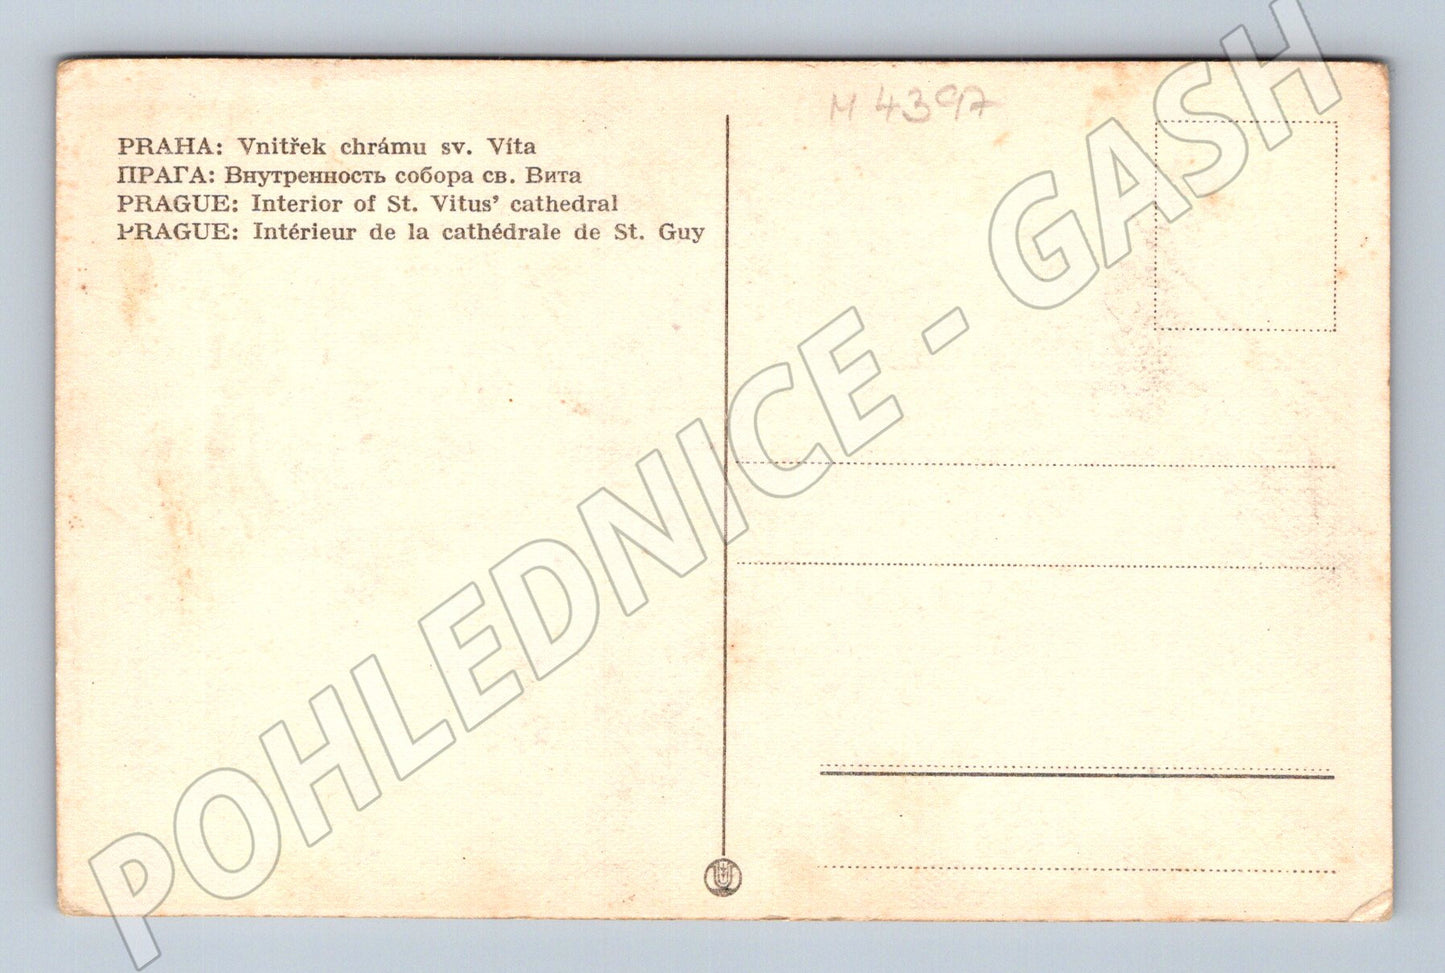 PRAHA: Vnitřek chrámu sv. Víta
ПРАГА: Внутренность собора св. Вита
PRAGUE: Interior of St. Vitus' cathedral
PRAGUE: Intérieur de la cathédrale de St. Guy
M 4397
POHLEDNICE - GASH